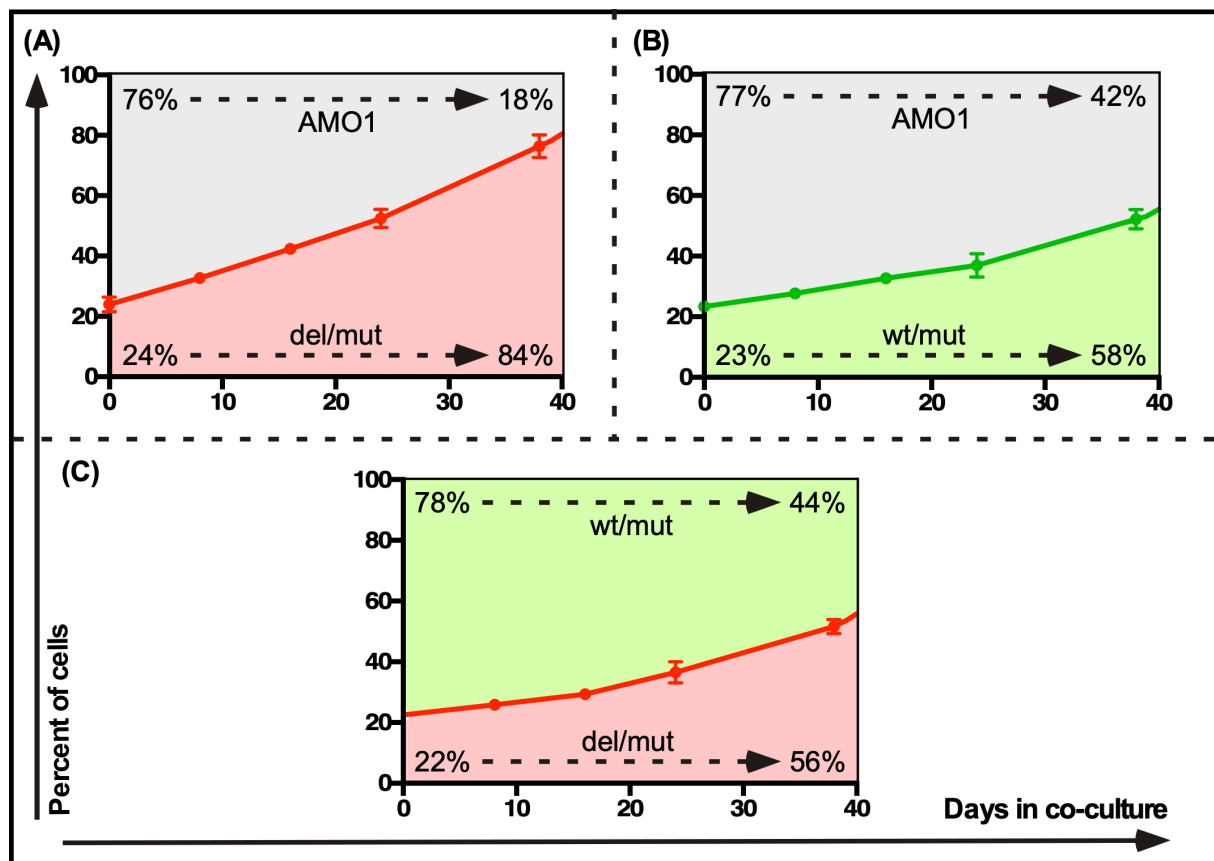 (A)
100
80
60
40
20
0
76% 18%
AMO1
del/mut
24% 84%
0 10 20 30 40
(B)
100
80
60
40
20
0
77% 42%
AMO1
wt/mut
23% 58%
0 10 20 30 40
(C)
100
80
60
40
20
0
78% 44%
wt/mut
del/mut
22% 56%
0 10 20 30 40
Percent of cells
Days in co-culture